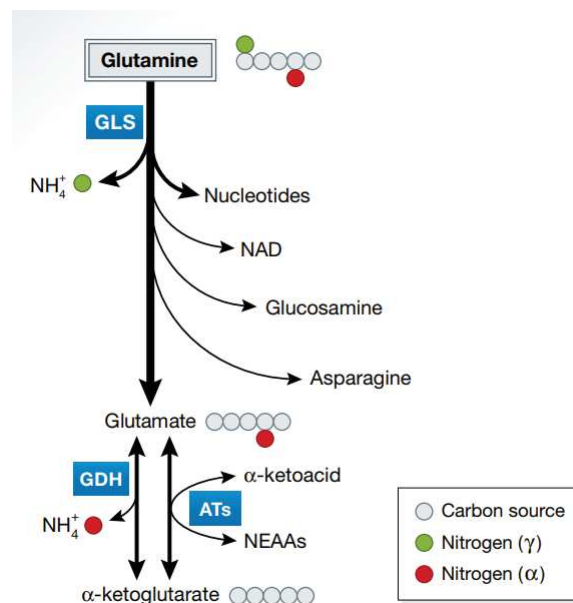 Glutamine
GLS
NH₄⁺
Nucleotides
NAD
Glucosamine
Asparagine
Glutamate
GDH
α-ketoacid
ATs
NH₄⁺
NEAAs
α-ketoglutarate
Carbon source
Nitrogen (γ)
Nitrogen (α)